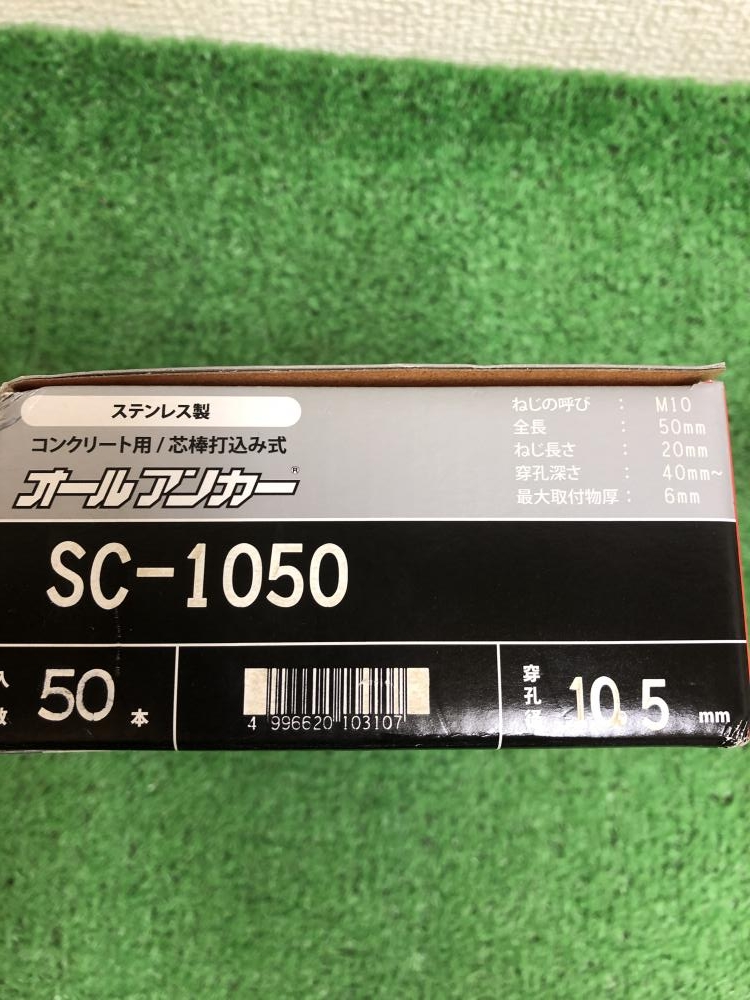 ステンレス製
コンクリート用/芯棒打込み式
オールアンカー®
ねじの呼び : M10
全長 : 50mm
ねじ長さ : 20mm
穿孔深さ : 40mm~
最大取付物厚 : 6mm
SC-1050
入数 50 本
4 996620 103107
穿孔径 10.5 mm